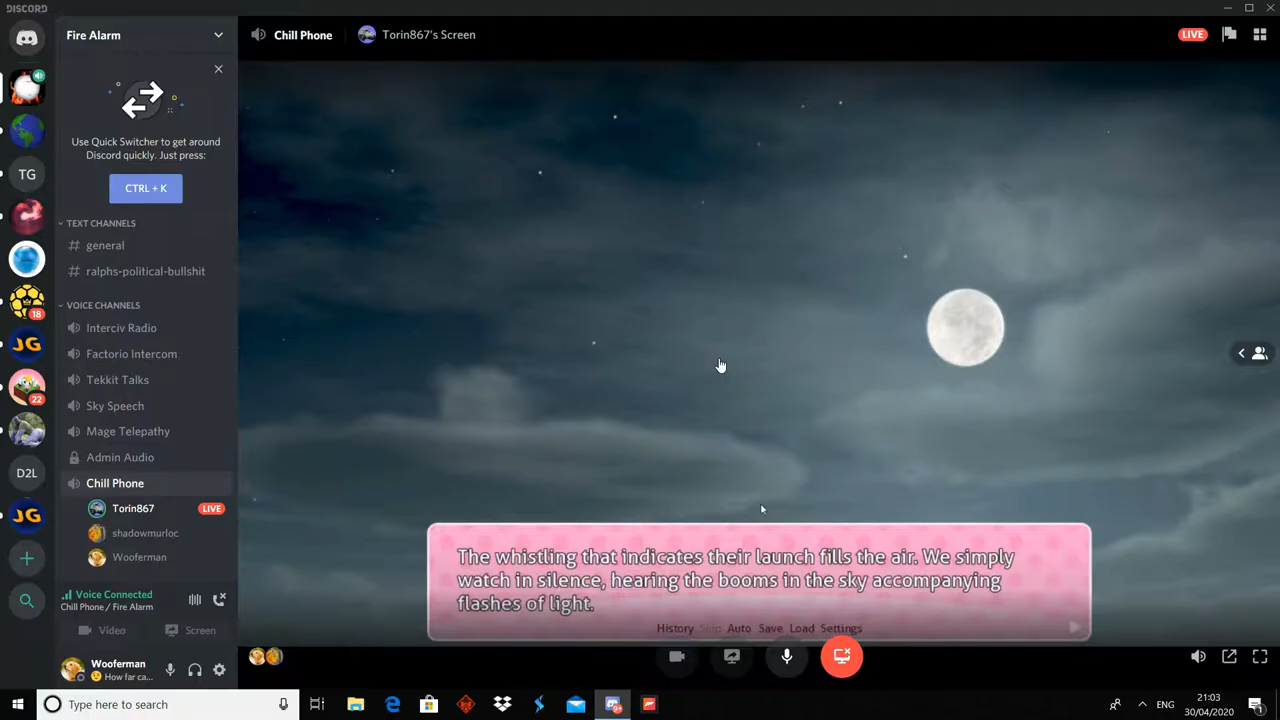 DISCORD
Fire Alarm
Chill Phone
Torin867's Screen
LIVE
Use Quick Switcher to get around
Discord quickly. Just press:
CTRL + K
TG
TEXT CHANNELS
# general
# ralphs-political-bullshit
VOICE CHANNELS
Interciv Radio
18
JG
Factorio Intercom
Tekkit Talks
22
Sky Speech
Mage Telepathy
Admin Audio
D2L
Chill Phone
Torin867
LIVE
JG
shadowmurloc
Wooferman
The whistling that indicates their launch fills the air. We simply
watch in silence, hearing the booms in the sky accompanying
flashes of light.
History Skip Auto Save Load Settings
Voice Connected
Chill Phone / Fire Alarm
Video
Screen
Wooferman
How far ca...
Type here to search
ENG
21:03
30/04/2020